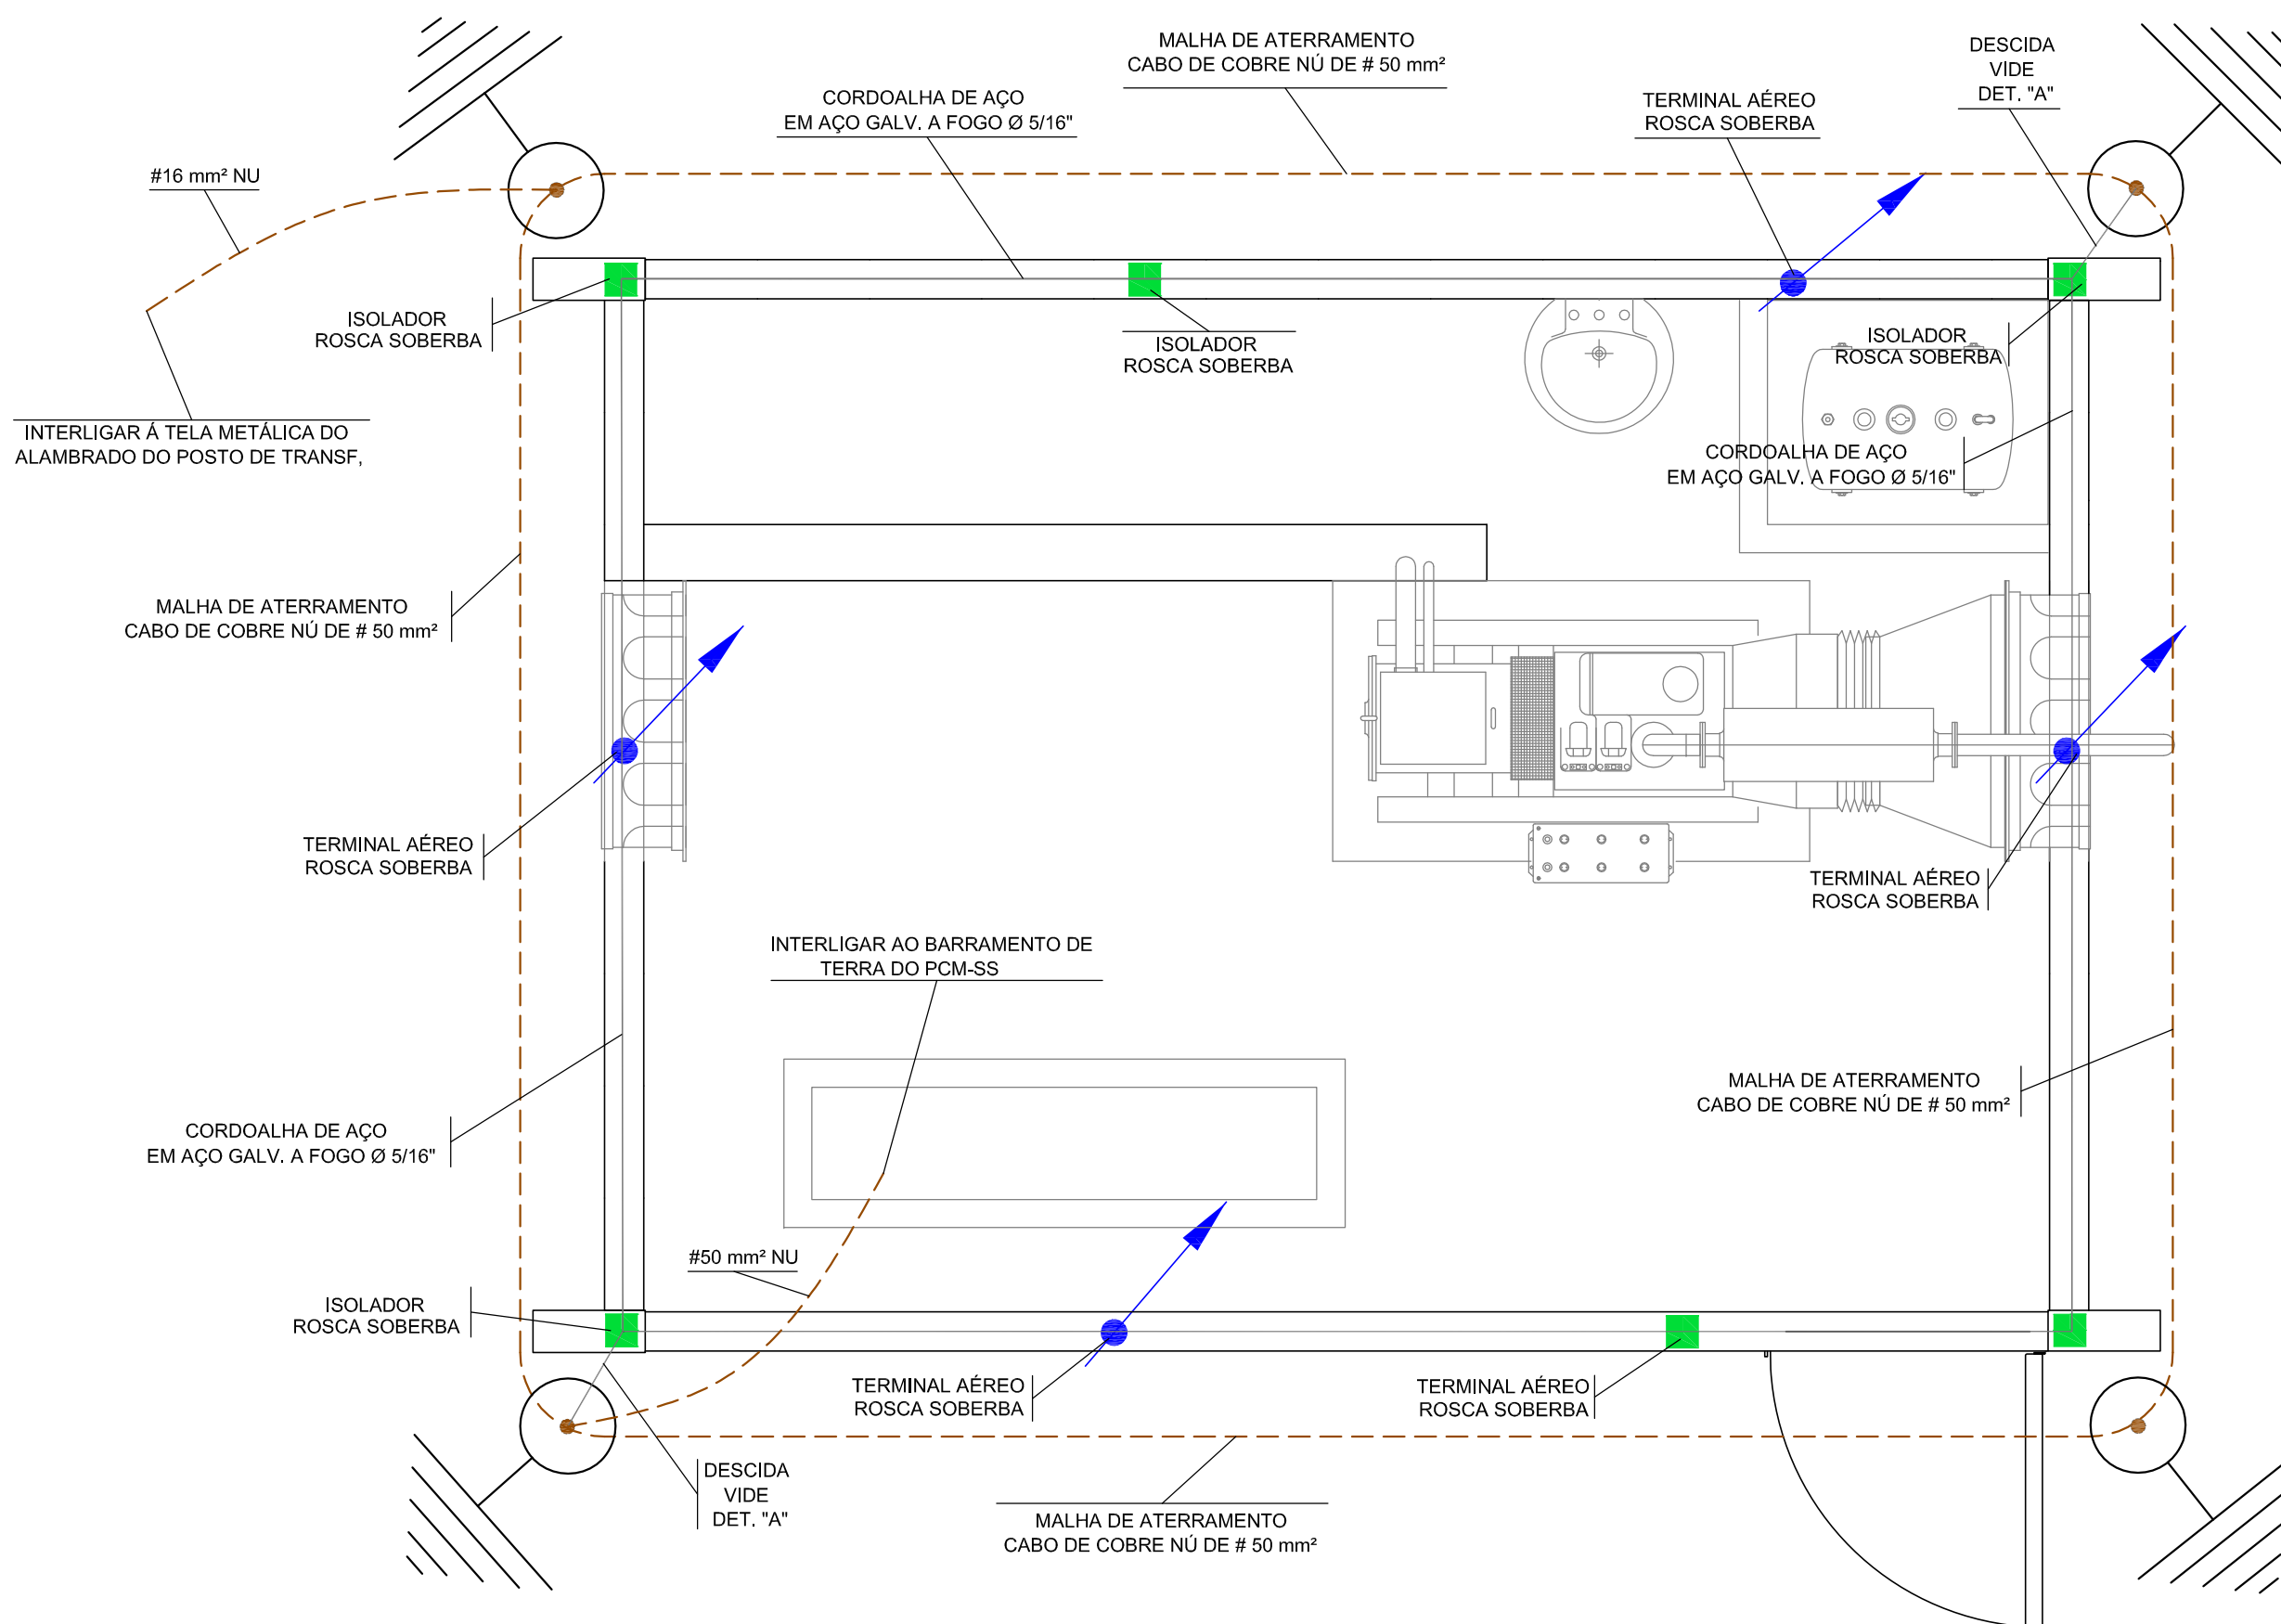 MALHA DE ATERRAMENTO
CABO DE COBRE NÚ DE # 50 mm²
DESCIDA
VIDE
DET. "A"
CORDOALHA DE AÇO
EM AÇO GALV. A FOGO Ø 5/16"
TERMINAL AÉREO
ROSCA SOBERBA
#16 mm² NU
ISOLADOR
ROSCA SOBERBA
ISOLADOR
ROSCA SOBERBA
ISOLADOR
ROSCA SOBERBA
INTERLIGAR Á TELA METÁLICA DO
ALAMBRADO DO POSTO DE TRANSF,
CORDOALHA DE AÇO
EM AÇO GALV. A FOGO Ø 5/16"
MALHA DE ATERRAMENTO
CABO DE COBRE NÚ DE # 50 mm²
TERMINAL AÉREO
ROSCA SOBERBA
TERMINAL AÉREO
ROSCA SOBERBA
INTERLIGAR AO BARRAMENTO DE
TERRA DO PCM-SS
MALHA DE ATERRAMENTO
CABO DE COBRE NÚ DE # 50 mm²
CORDOALHA DE AÇO
EM AÇO GALV. A FOGO Ø 5/16"
#50 mm² NU
ISOLADOR
ROSCA SOBERBA
TERMINAL AÉREO
ROSCA SOBERBA
TERMINAL AÉREO
ROSCA SOBERBA
DESCIDA
VIDE
DET. "A"
MALHA DE ATERRAMENTO
CABO DE COBRE NÚ DE # 50 mm²